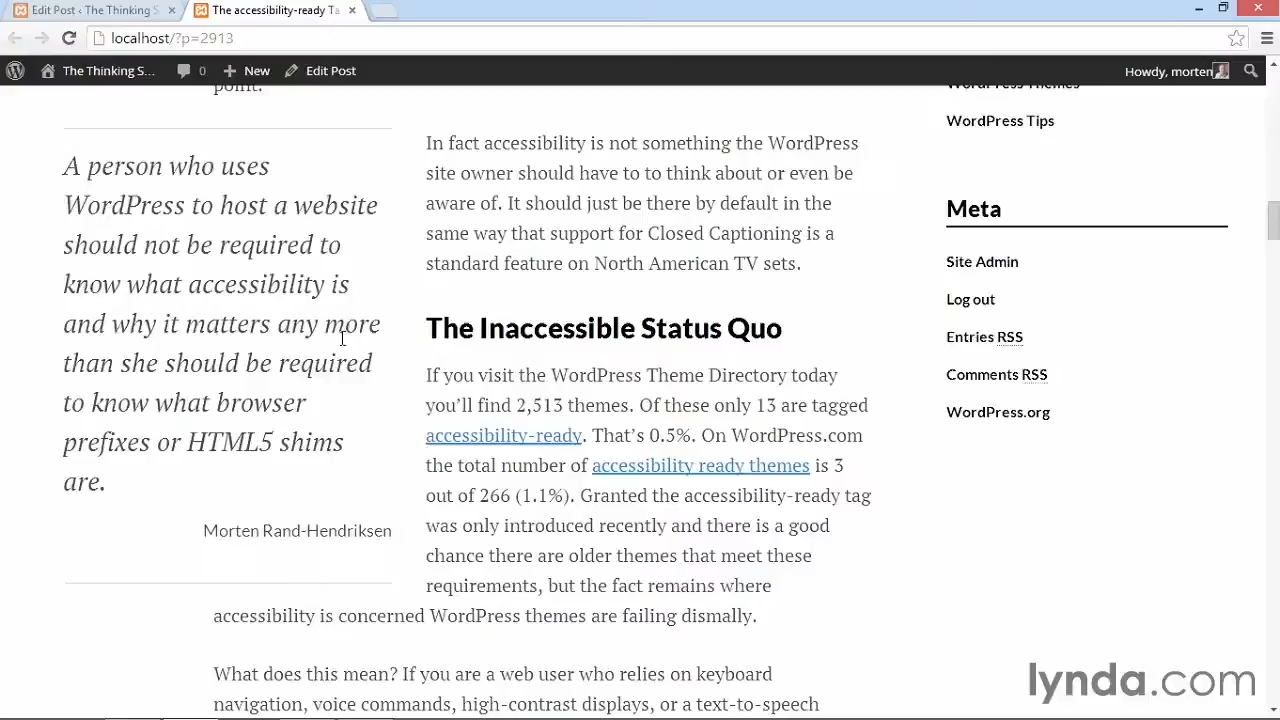 Edit Post ‹ The Thinking S
The accessibility-ready Ta
localhost/?p=2913
The Thinking S...
0
New
Edit Post
Howdy, morten
point.
A person who uses
WordPress to host a website
should not be required to
know what accessibility is
and why it matters any more
than she should be required
to know what browser
prefixes or HTML5 shims
are.
Morten Rand-Hendriksen
In fact accessibility is not something the WordPress
site owner should have to to think about or even be
aware of. It should just be there by default in the
same way that support for Closed Captioning is a
standard feature on North American TV sets.
The Inaccessible Status Quo
If you visit the WordPress Theme Directory today
you’ll find 2,513 themes. Of these only 13 are tagged
accessibility-ready. That’s 0.5%. On WordPress.com
the total number of accessibility ready themes is 3
out of 266 (1.1%). Granted the accessibility-ready tag
was only introduced recently and there is a good
chance there are older themes that meet these
requirements, but the fact remains where
accessibility is concerned WordPress themes are failing dismally.
What does this mean? If you are a web user who relies on keyboard
navigation, voice commands, high-contrast displays, or a text-to-speech
WordPress Themes
WordPress Tips
Meta
Site Admin
Log out
Entries RSS
Comments RSS
WordPress.org
lynda.com